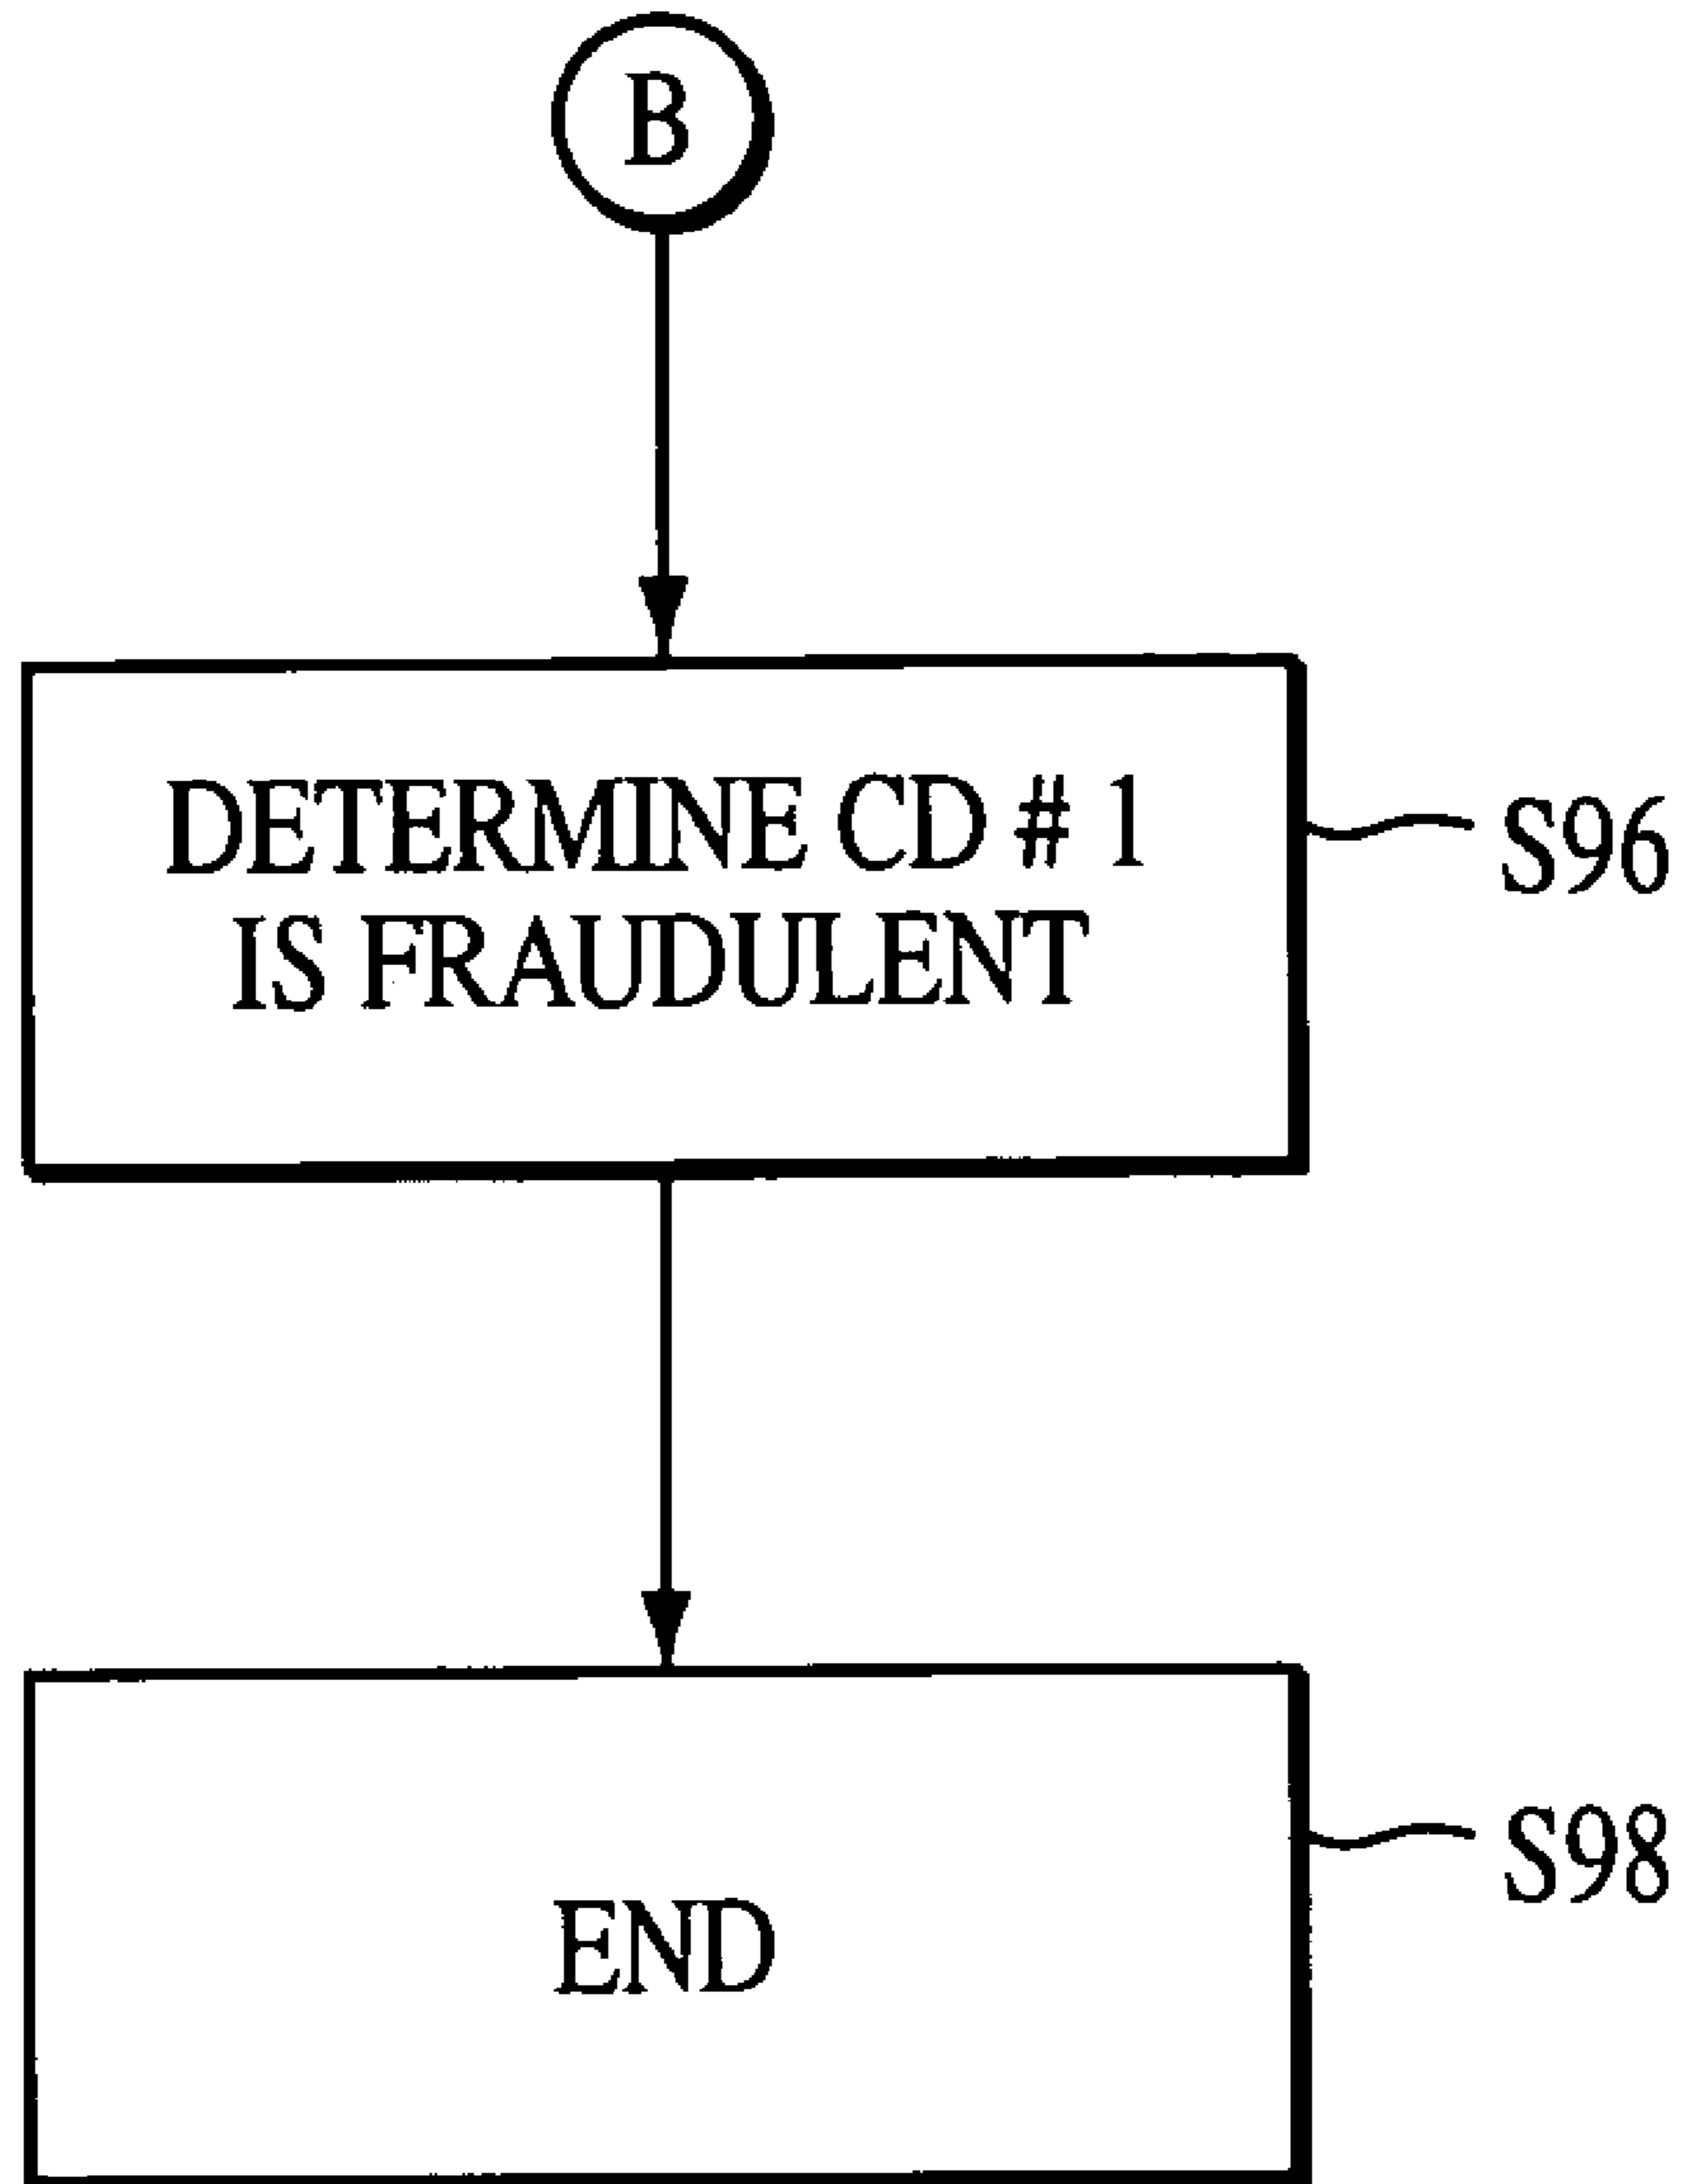 B
DETERMINE CD # 1
IS FRAUDULENT
S96
END
S98